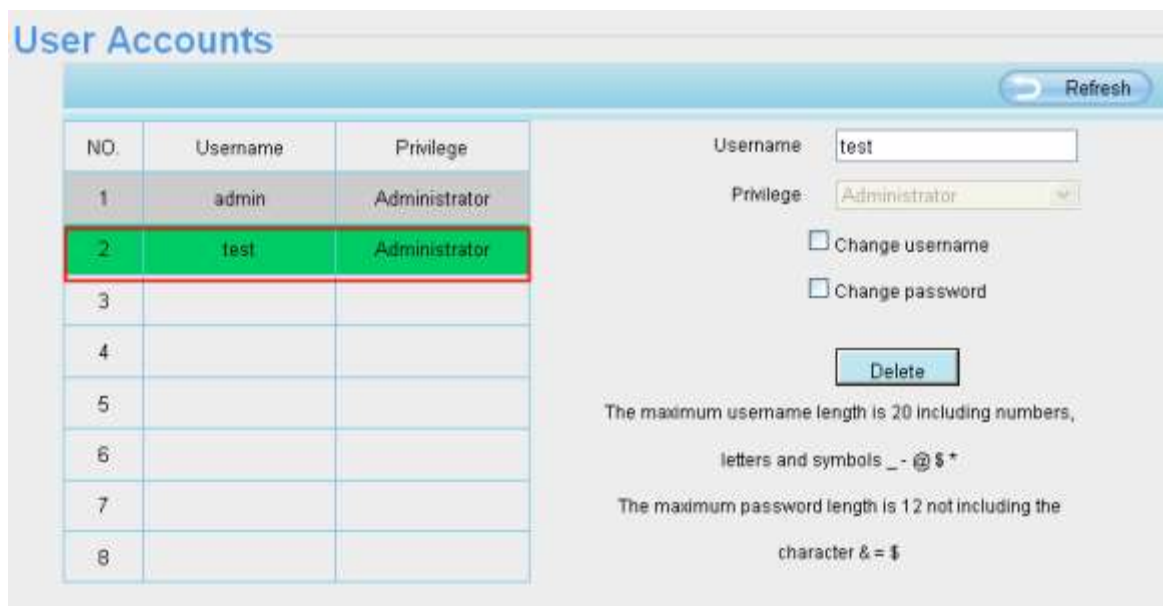 User Accounts
Refresh
NO. Username Privilege
1 admin Administrator
2 test Administrator
3
4
5
6
7
8
Username test
Privilege Administrator
Change username
Change password
Delete
The maximum username length is 20 including numbers,
letters and symbols _ - @ $ *
The maximum password length is 12 not including the
character & = $